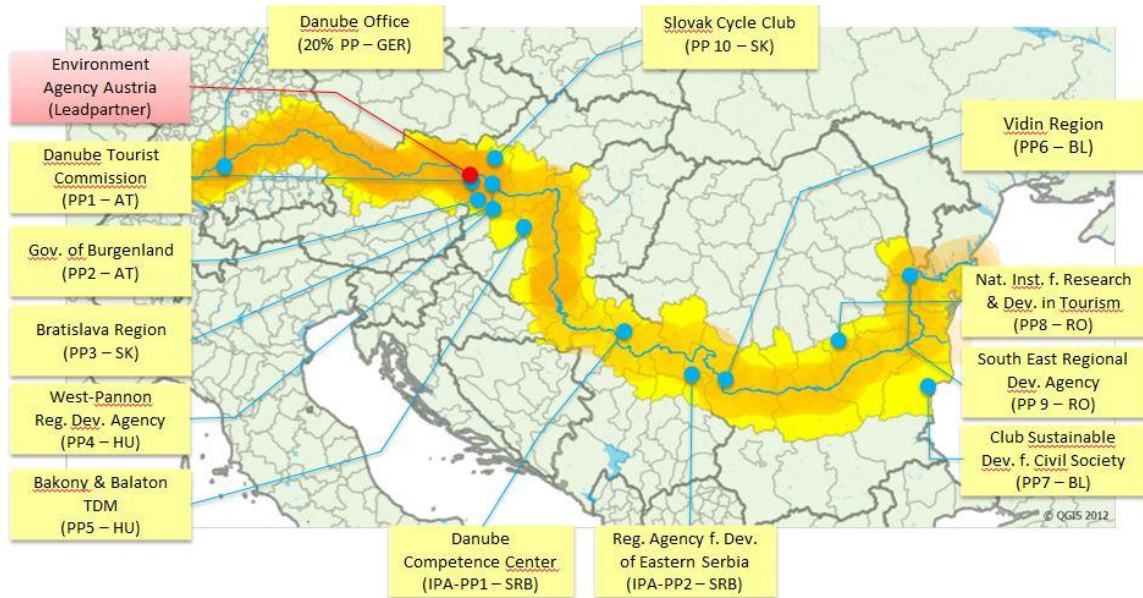 Danube Office
(20% PP – GER)
Slovak Cycle Club
(PP 10 – SK)
Environment
Agency Austria
(Leadpartner)
Vidin Region
(PP6 – BL)
Danube Tourist
Commission
(PP1 – AT)
Gov. of Burgenland
(PP2 – AT)
Nat. Inst. f. Research
& Dev. in Tourism
(PP8 – RO)
Bratislava Region
(PP3 – SK)
South East Regional
Dev. Agency
(PP 9 – RO)
West-Pannon
Reg. Dev. Agency
(PP4 – HU)
Club Sustainable
Dev. f. Civil Society
(PP7 – BL)
Bakony & Balaton
TDM
(PP5 – HU)
© QGIS 2012
Danube
Competence Center
(IPA-PP1 – SRB)
Reg. Agency f. Dev.
of Eastern Serbia
(IPA-PP2 – SRB)